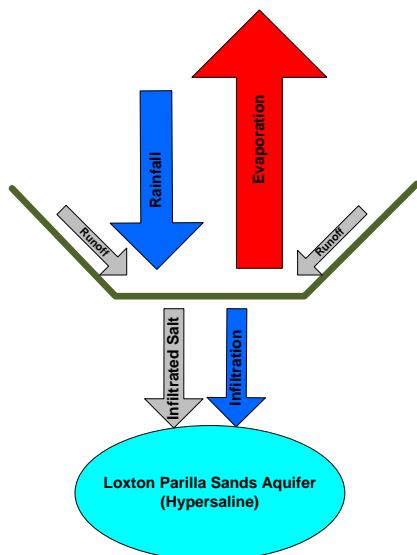 Rainfall
Evaporation
Runoff
Runoff
Infiltrated Salt
Infiltration
Loxton Parilla Sands Aquifer
(Hypersaline)